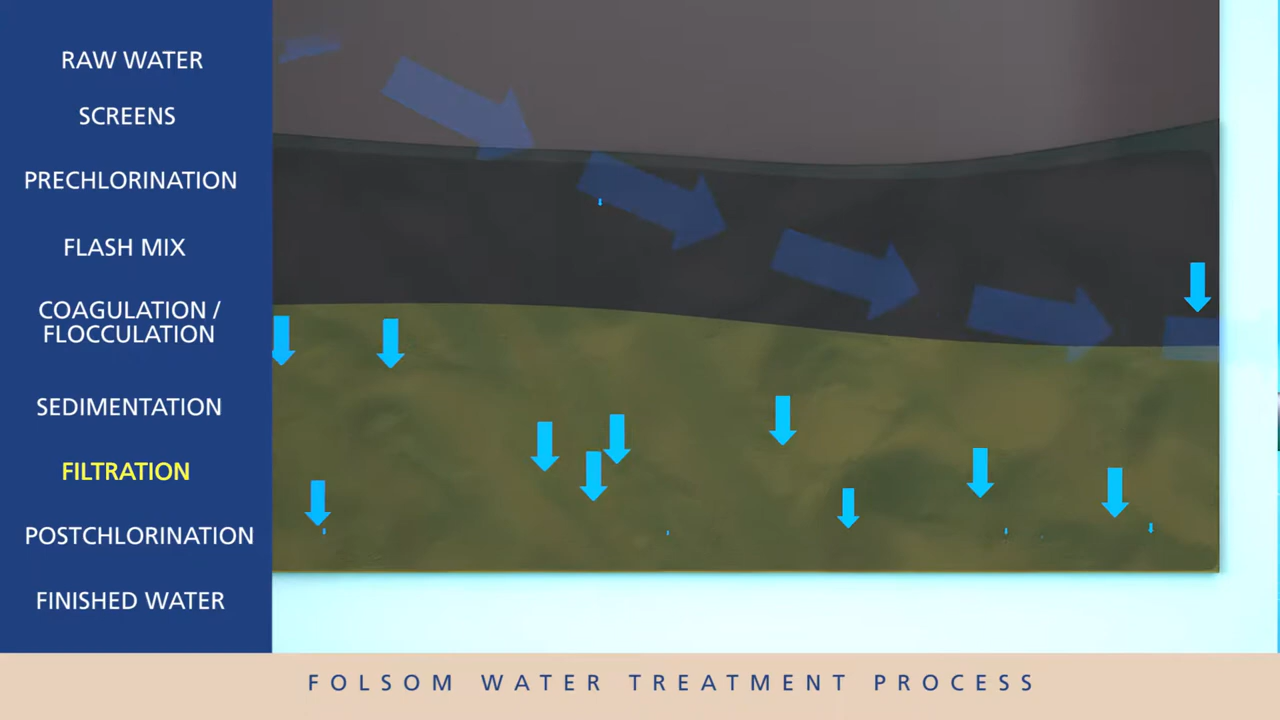 RAW WATER
SCREENS
PRECHLORINATION
FLASH MIX
COAGULATION /
FLOCCULATION
SEDIMENTATION
FILTRATION
POSTCHLORINATION
FINISHED WATER
FOLSOM WATER TREATMENT PROCESS